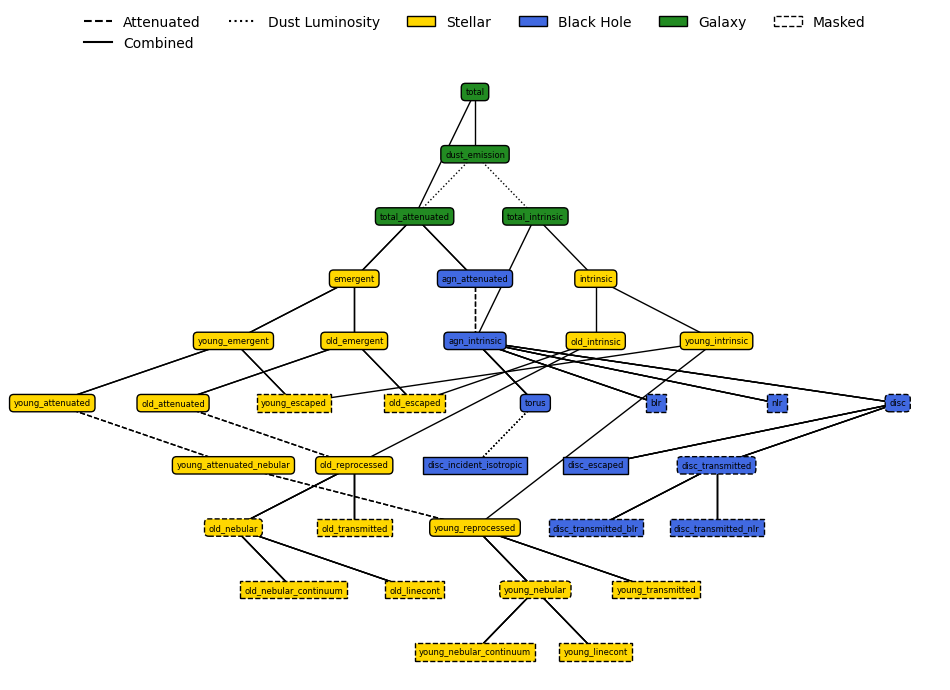 Attenuated Dust Luminosity Stellar Black Hole Galaxy Masked
Combined
total
dust_emission
total_attenuated total_intrinsic
emergent agn_attenuated intrinsic
young_emergent old_emergent agn_intrinsic old_intrinsic young_intrinsic
young_attenuated old_attenuated young_escaped old_escaped torus blr nlr disc
young_attenuated_nebular old_reprocessed disc_incident_isotropic disc_escaped disc_transmitted
old_nebular old_transmitted young_reprocessed disc_transmitted_blr disc_transmitted_nlr
old_nebular_continuum old_linecont young_nebular young_transmitted
young_nebular_continuum young_linecont